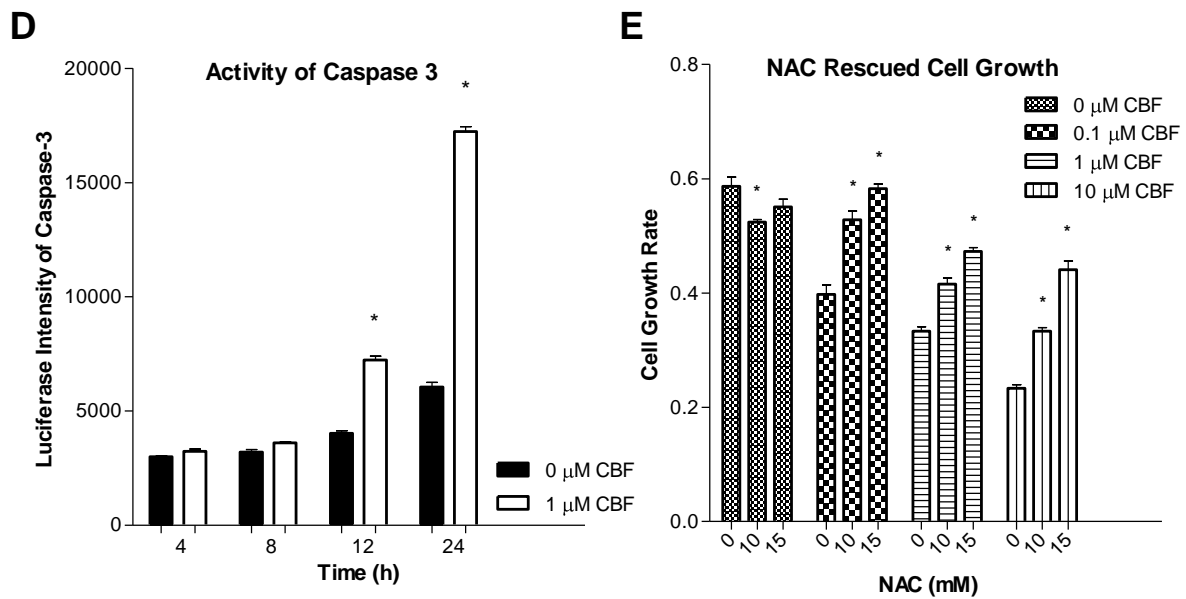 D
Activity of Caspase 3
Luciferase Intensity of Caspase-3
20000
15000
10000
5000
0
*
*
0 μM CBF
1 μM CBF
4 8 12 24
Time (h)
E
NAC Rescued Cell Growth
Cell Growth Rate
0.8
0.6
0.4
0.2
0.0
0 μM CBF
0.1 μM CBF
1 μM CBF
10 μM CBF
*
*
*
*
*
*
*
0 10 15 0 10 15 0 10 15 0 10 15
NAC (mM)